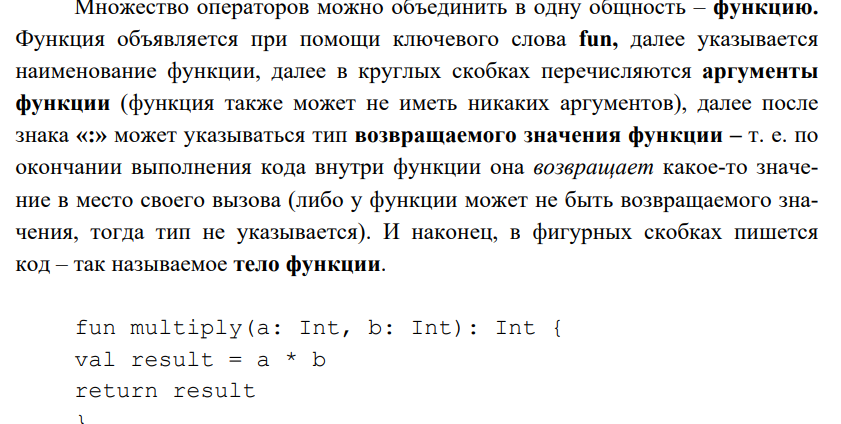 Множество операторов можно объединить в одну общность – функцию.
Функция объявляется при помощи ключевого слова fun, далее указывается
наименование функции, далее в круглых скобках перечисляются аргументы
функции (функция также может не иметь никаких аргументов), далее после
знака «:» может указываться тип возвращаемого значения функции – т. е. по
окончании выполнения кода внутри функции она возвращает какое-то значе-
ние в место своего вызова (либо у функции может не быть возвращаемого зна-
чения, тогда тип не указывается). И наконец, в фигурных скобках пишется
код – так называемое тело функции.
fun multiply(a: Int, b: Int): Int {
val result = a * b
return result
}